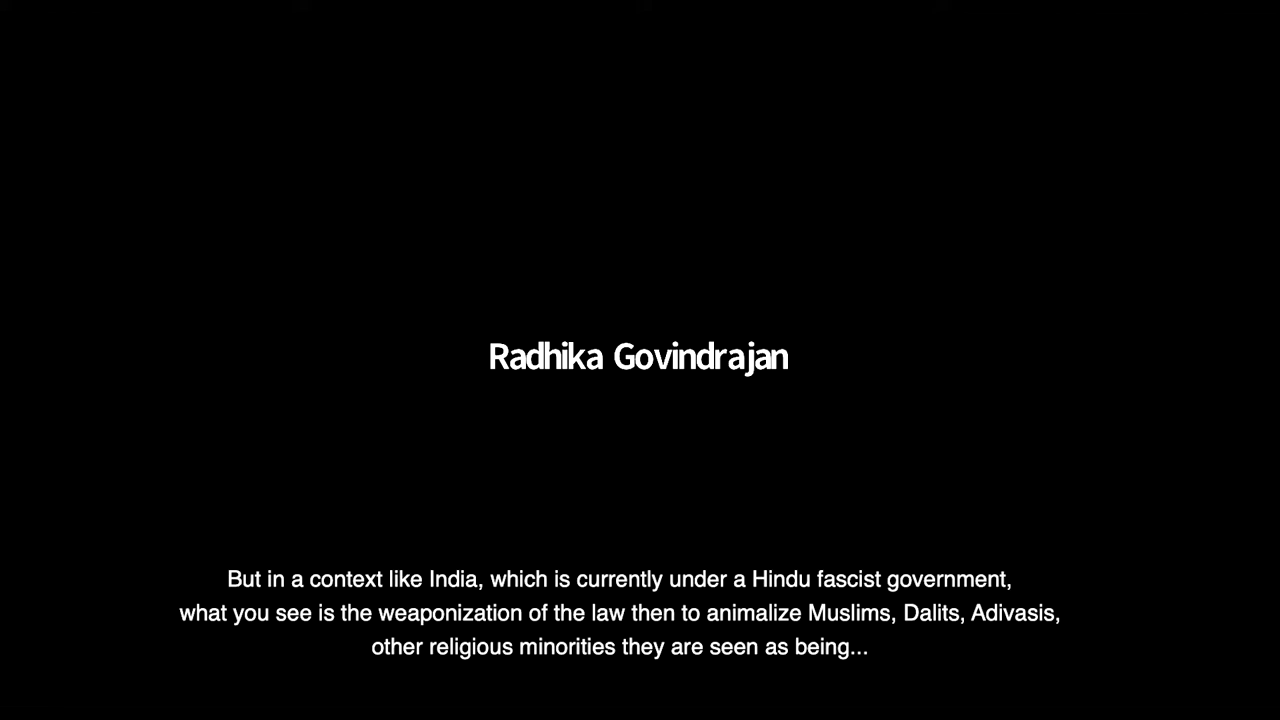 Radhika Govindrajan
But in a context like India, which is currently under a Hindu fascist government,
what you see is the weaponization of the law then to animalize Muslims, Dalits, Adivasis,
other religious minorities they are seen as being...